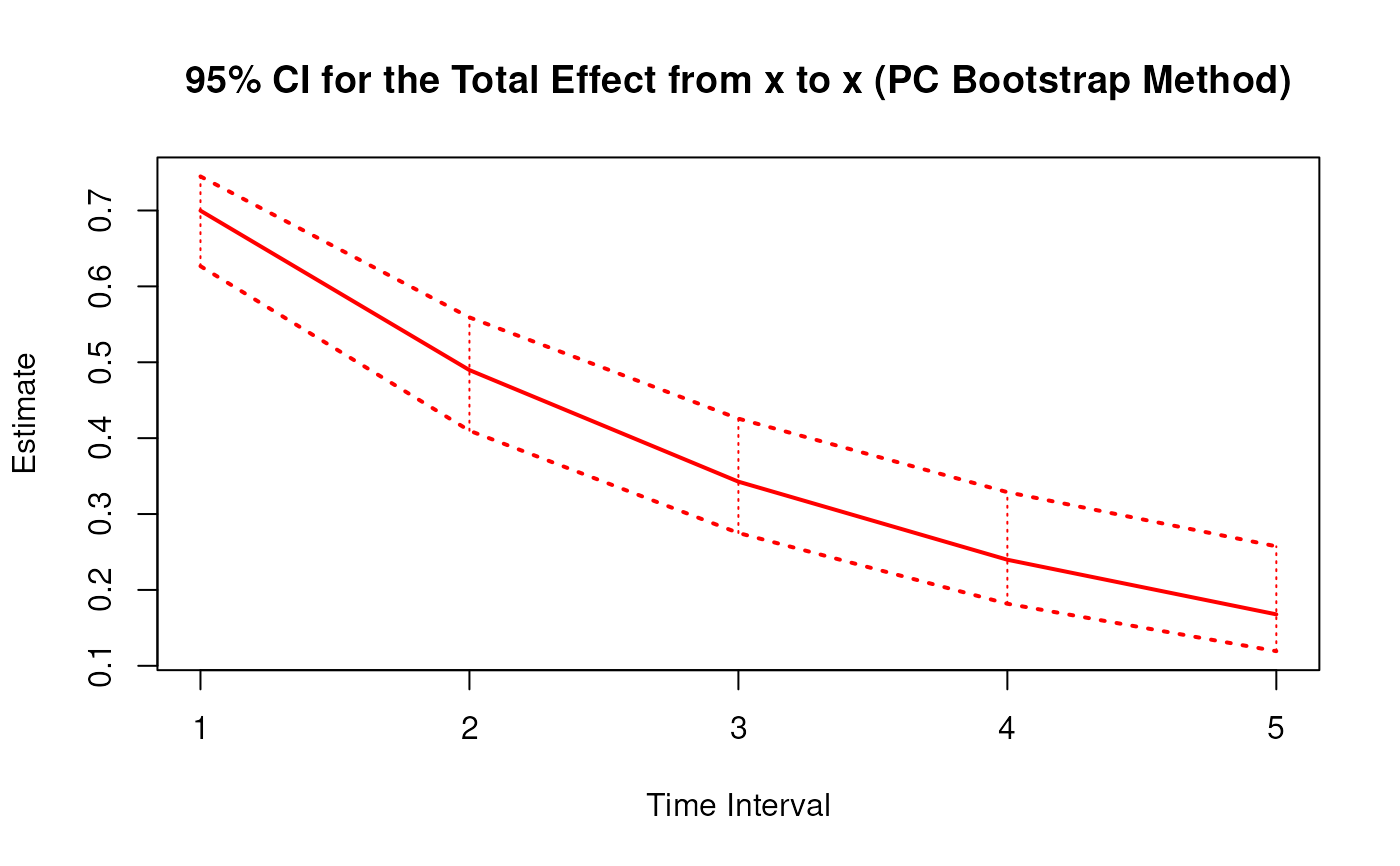 95% CI for the Total Effect from x to x (PC Bootstrap Method)
Estimate
0.7
0.6
0.5
0.4
0.3
0.2
0.1
1 2 3 4 5
Time Interval